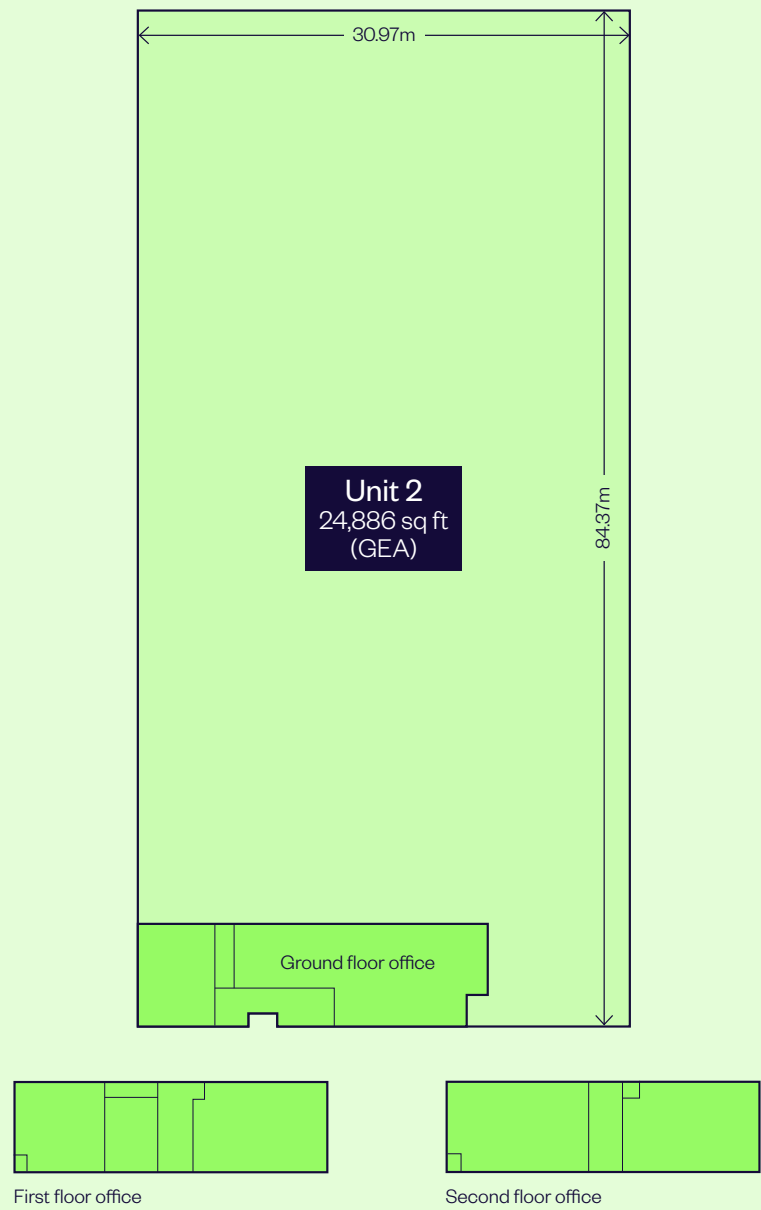 30.97m
Unit 2
24,886 sq ft
(GEA)
84.37m
Ground floor office
First floor office
Second floor office